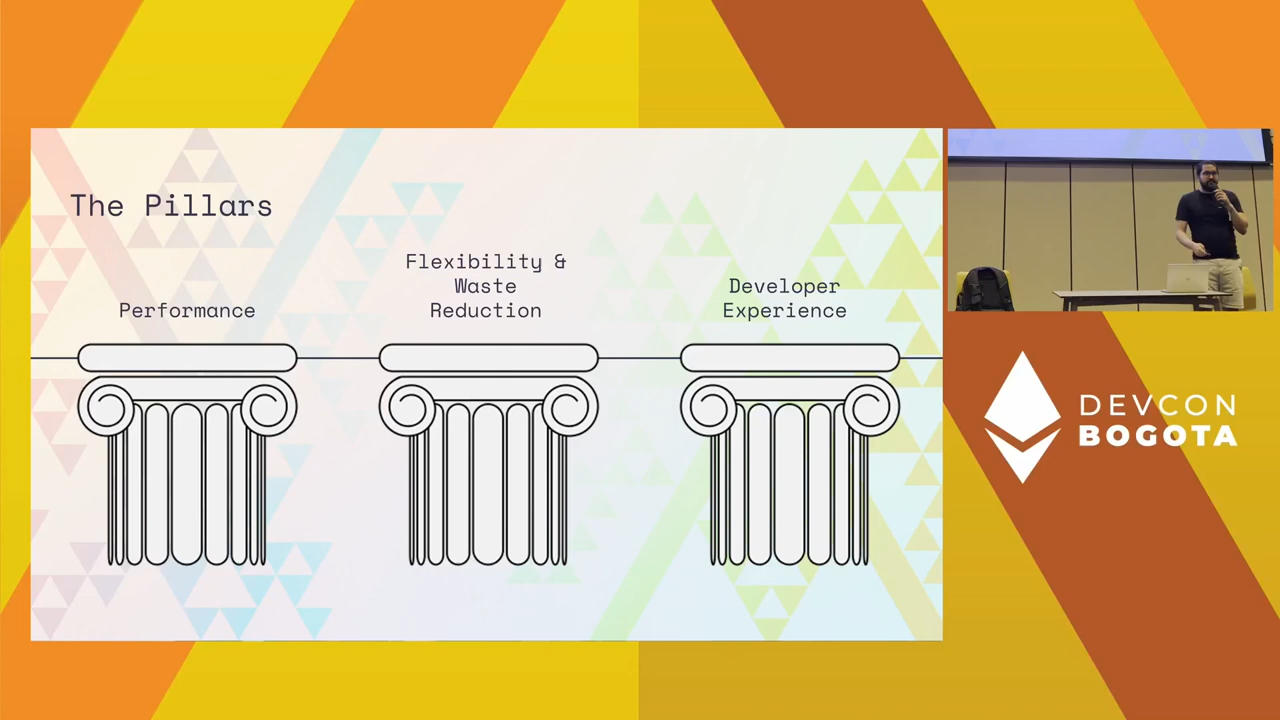 The Pillars
Performance
Flexibility &
Waste
Reduction
Developer
Experience
DEVCON
BOGOTA